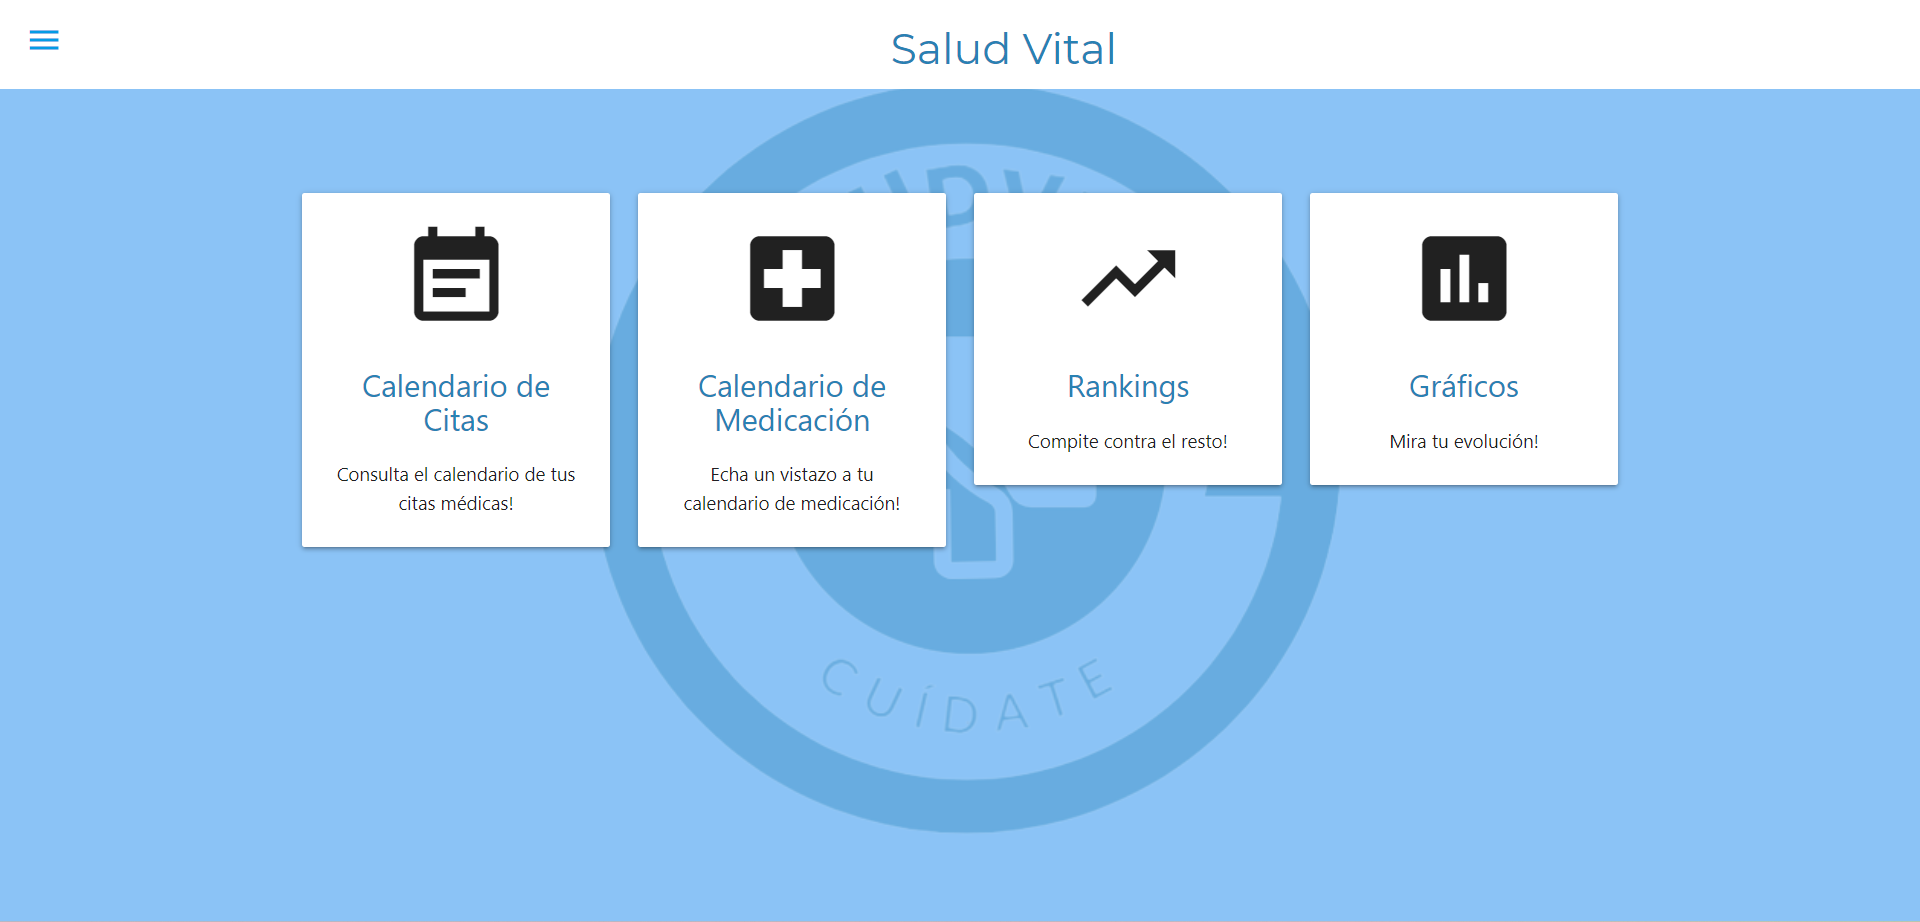 Salud Vital
Calendario de
Citas
Consulta el calendario de tus
citas médicas!
Calendario de
Medicación
Echa un vistazo a tu
calendario de medicación!
Rankings
Compite contra el resto!
Gráficos
Mira tu evolución!
CUÍDATE